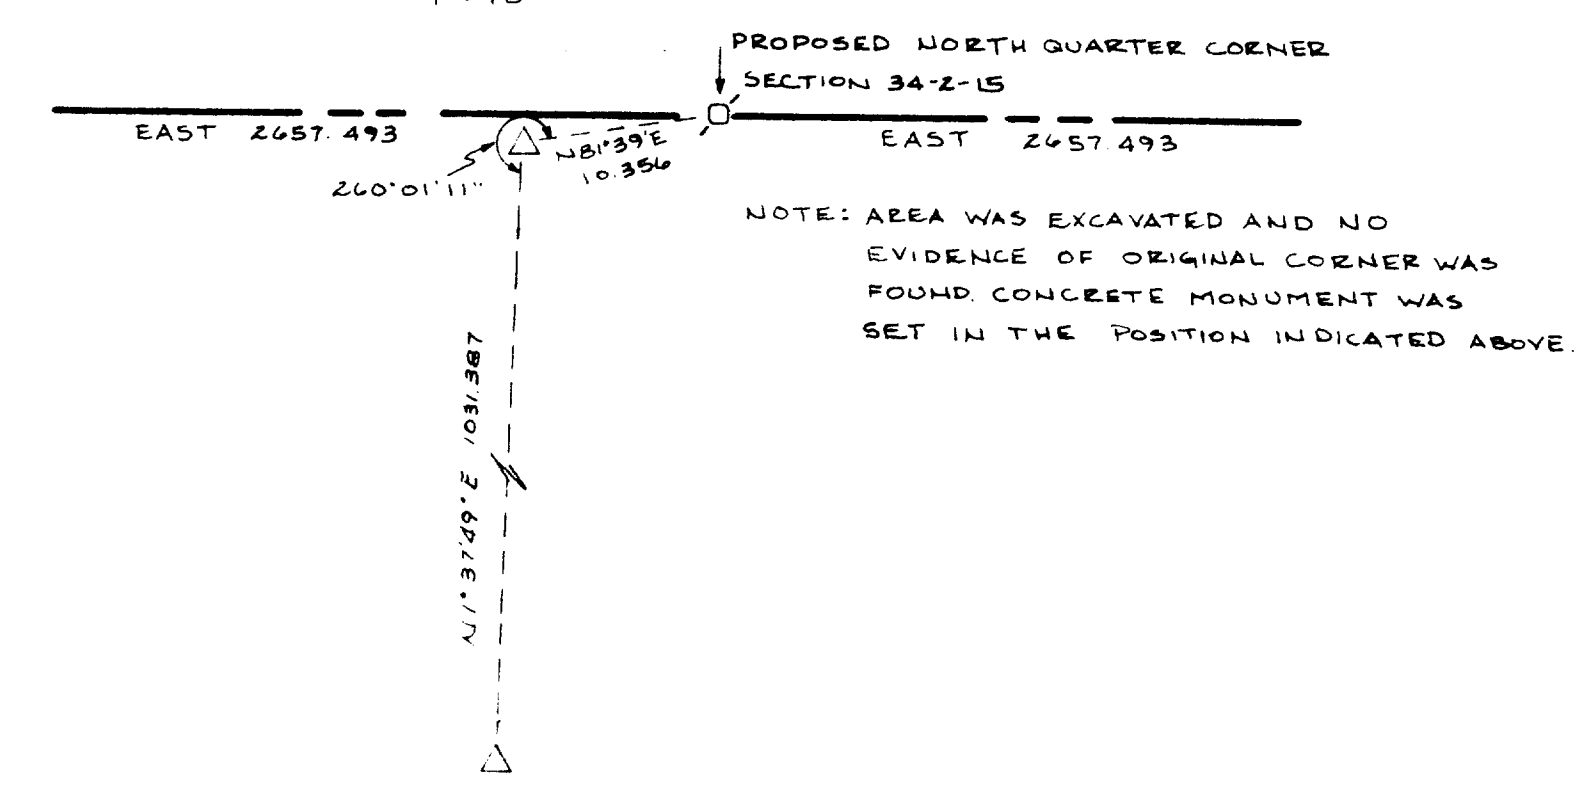 PROPOSED NORTH QUARTER CORNER
SECTION 34-2-15
EAST 2657.493
N81°39'E
10.356
EAST 2657.493
260°01'11"
NOTE: AREA WAS EXCAVATED AND NO
EVIDENCE OF ORIGINAL CORNER WAS
FOUND. CONCRETE MONUMENT WAS
SET IN THE POSITION INDICATED ABOVE.
N 1°37'49" E 1031.387